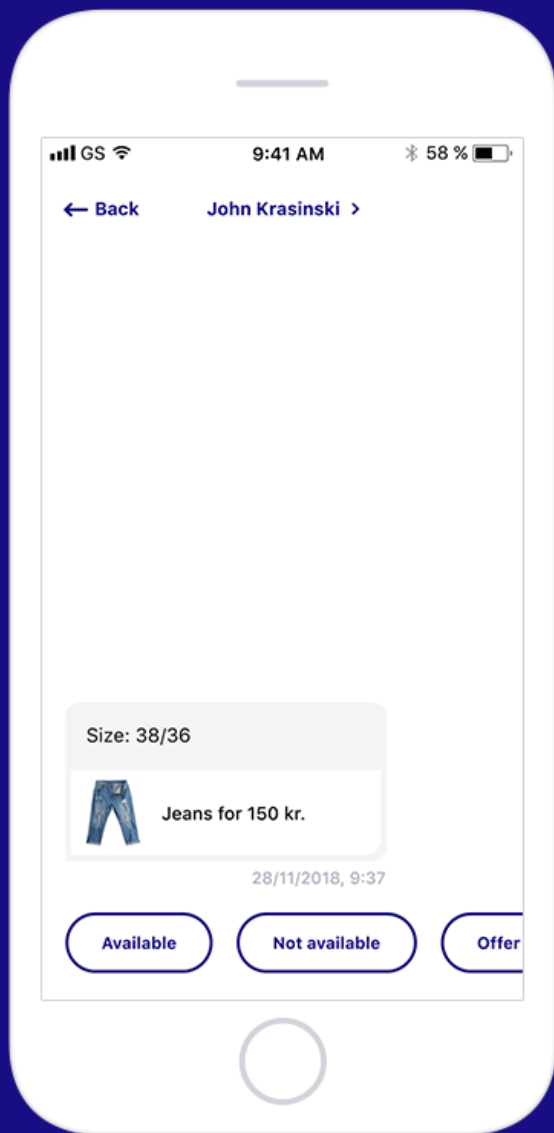 GS 9:41 AM 58 %
← Back John Krasinski >
Size: 38/36
Jeans for 150 kr.
28/11/2018, 9:37
Available Not available Offer